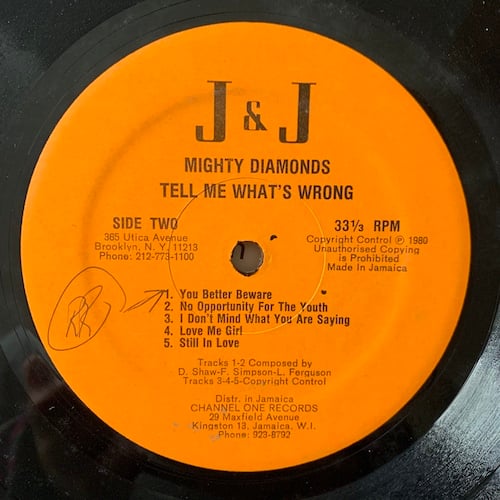 J & J
MIGHTY DIAMONDS
TELL ME WHAT'S WRONG
SIDE TWO
365 Utica Avenue
Brooklyn, N.Y. 11213
Phone: 212-773-1100
33 1/3 RPM
Copyright Control ℗ 1980
Unauthorised Copying
is Prohibited
Made in Jamaica
RR
1. You Better Beware
2. No Opportunity For The Youth
3. I Don't Mind What You Are Saying
4. Love Me Girl
5. Still In Love
Tracks 1-2 Composed by
D. Shaw-F. Simpson-L. Ferguson
Tracks 3-4-5-Copyright Control
Distr. in Jamaica
CHANNEL ONE RECORDS
29 Maxfield Avenue
Kingston 13, Jamaica, W.I.
Phone: 923-8792